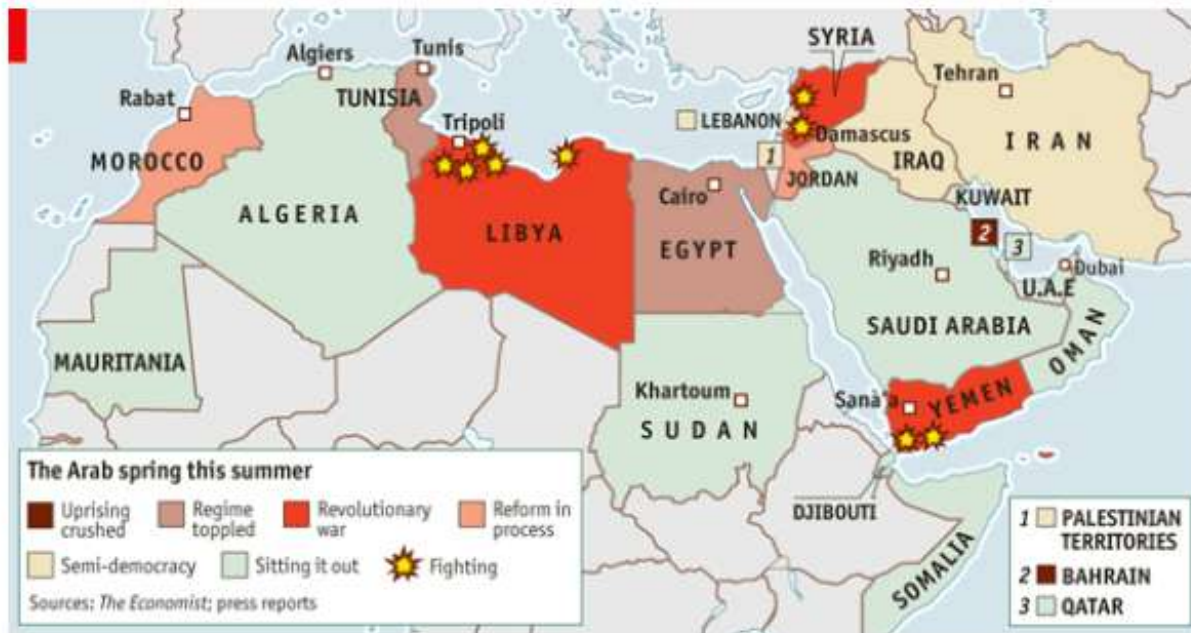 Algiers
Tunis
SYRIA
Tehran
Rabat
TUNISIA
Tripoli
LEBANON
Damascus
IRAN
MOROCCO
1
IRAQ
JORDAN
Cairo
KUWAIT
ALGERIA
LIBYA
EGYPT
2
3
Riyadh
Dubai
U.A.E
SAUDI ARABIA
OMAN
MAURITANIA
Khartoum
SUDAN
Sanà'a
YEMEN
DJIBOUTI
SOMALIA
The Arab spring this summer
Uprising crushed
Regime toppled
Revolutionary war
Reform in process
Semi-democracy
Sitting it out
Fighting
Sources: The Economist; press reports
1 PALESTINIAN
TERRITORIES
2 BAHRAIN
3 QATAR